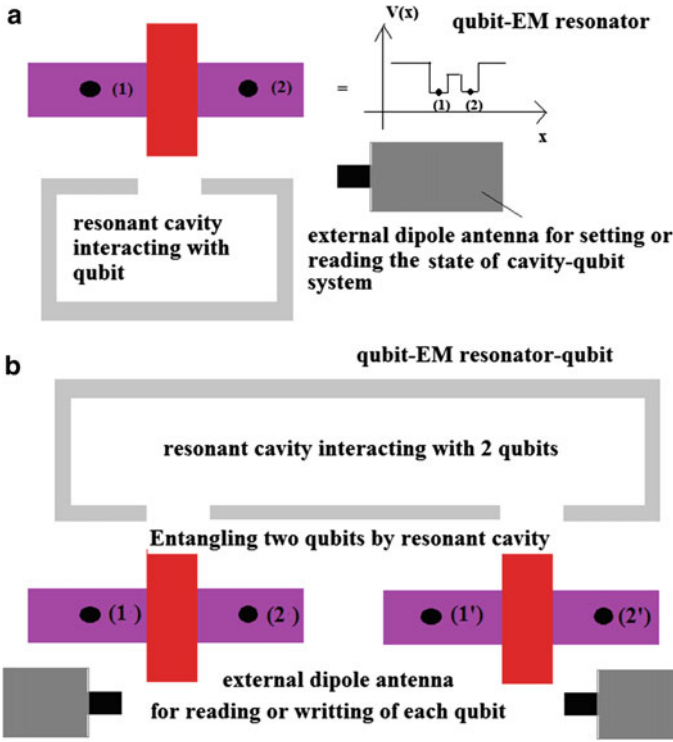 a
V(x)
qubit-EM resonator
(1)
(2)
=
(1)
(2)
x
resonant cavity
interacting with
qubit
external dipole antenna for setting or
reading the state of cavity-qubit
system
qubit-EM resonator-qubit
b
resonant cavity interacting with 2 qubits
Entangling two qubits by resonant cavity
(1)
(2)
(1')
(2')
external dipole antenna
for reading or writting of each qubit